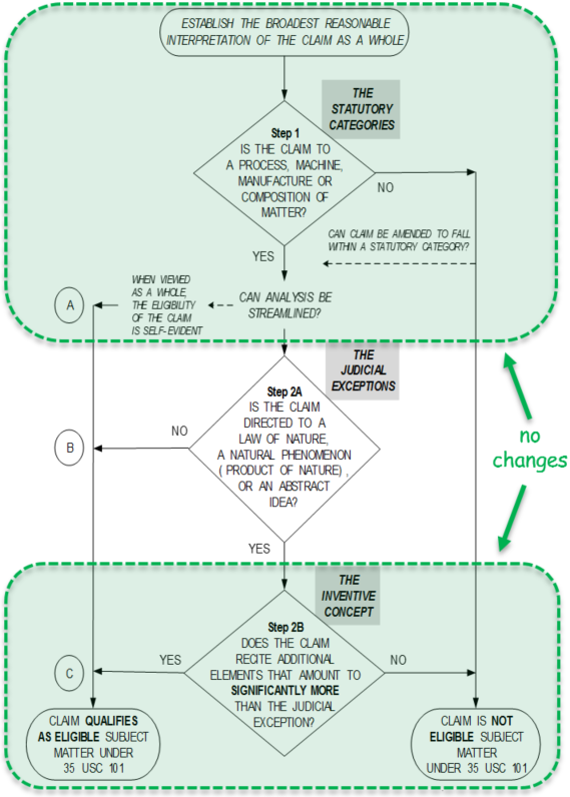 ESTABLISH THE BROADEST REASONABLE
INTERPRETATION OF THE CLAIM AS A WHOLE
THE
STATUTORY
CATEGORIES
Step 1
IS THE CLAIM TO
A PROCESS, MACHINE,
MANUFACTURE OR
COMPOSITION OF
MATTER?
NO
YES
CAN CLAIM BE AMENDED TO FALL
WITHIN A STATUTORY CATEGORY?
A
WHEN VIEWED
AS A WHOLE,
THE ELIGIBILITY
OF THE CLAIM
IS SELF-EVIDENT
CAN ANALYSIS BE
STREAMLINED?
THE
JUDICIAL
EXCEPTIONS
Step 2A
IS THE CLAIM
DIRECTED TO A
LAW OF NATURE,
A NATURAL PHENOMENON
( PRODUCT OF NATURE) ,
OR AN ABSTRACT
IDEA?
NO
B
YES
no
changes
THE
INVENTIVE
CONCEPT
Step 2B
DOES THE CLAIM
RECITE ADDITIONAL
ELEMENTS THAT AMOUNT TO
SIGNIFICANTLY MORE
THAN THE JUDICIAL
EXCEPTION?
YES
NO
C
CLAIM QUALIFIES
AS ELIGIBLE SUBJECT
MATTER UNDER
35 USC 101
CLAIM IS NOT
ELIGIBLE SUBJECT
MATTER
UNDER 35 USC 101